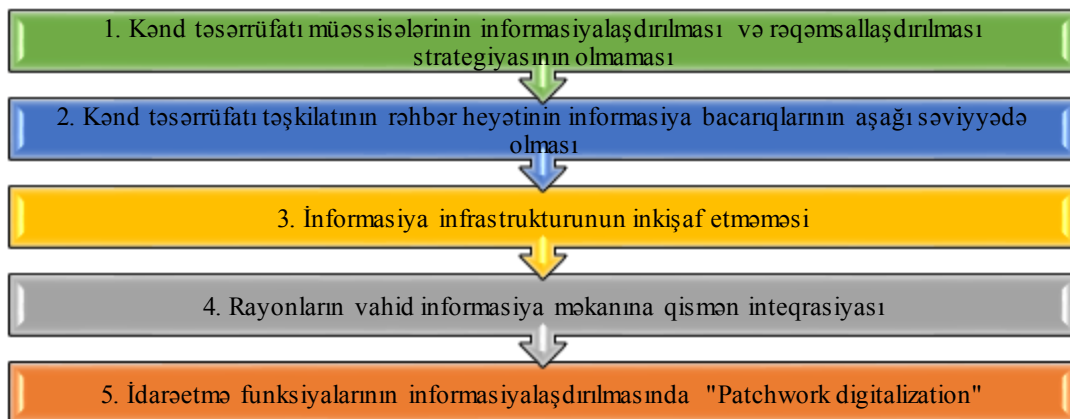 1. Kənd təsərrüfatı müəssisələrinin informasiyalaşdırılması və rəqəmsallaşdırılması
strategiyasının olmaması
2. Kənd təsərrüfatı təşkilatının rəhbər heyətinin informasiya bacarıqlarının aşağı səviyyədə
olması
3. İnformasiya infrastrukturunun inkişaf etməməsi
4. Rayonların vahid informasiya məkanına qismən inteqrasiyası
5. İdarəetmə funksiyalarının informasiyalaşdırılmasında "Patchwork digitalization"